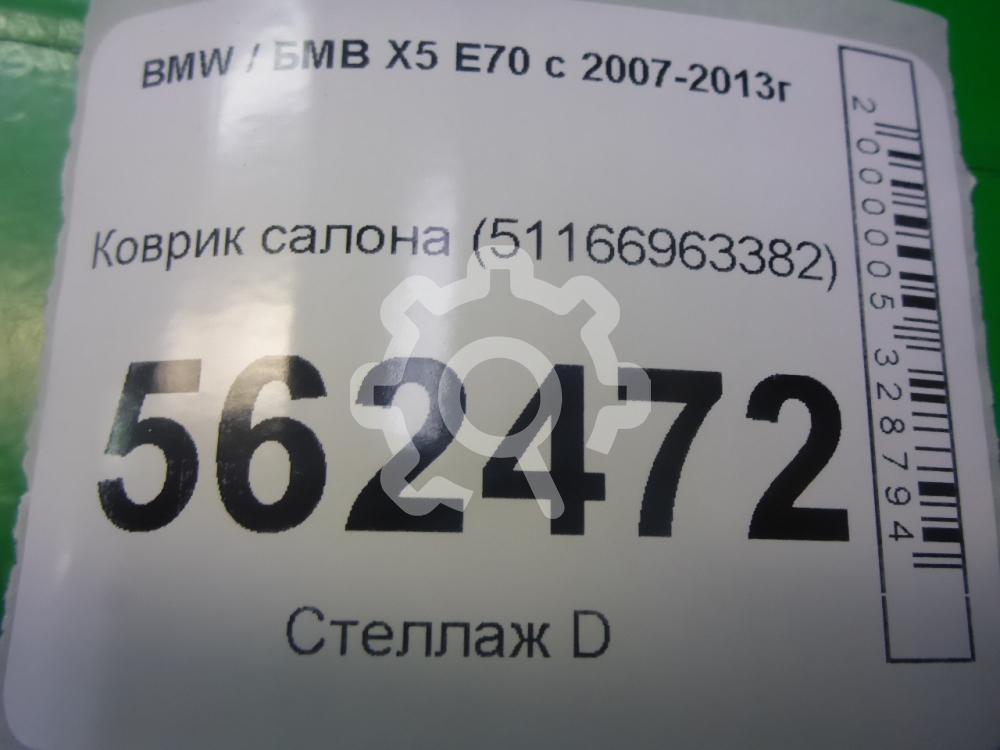 BMW / БМВ X5 E70 с 2007-2013г
Коврик салона (51166963382)
562472
Стеллаж D
2000005328794